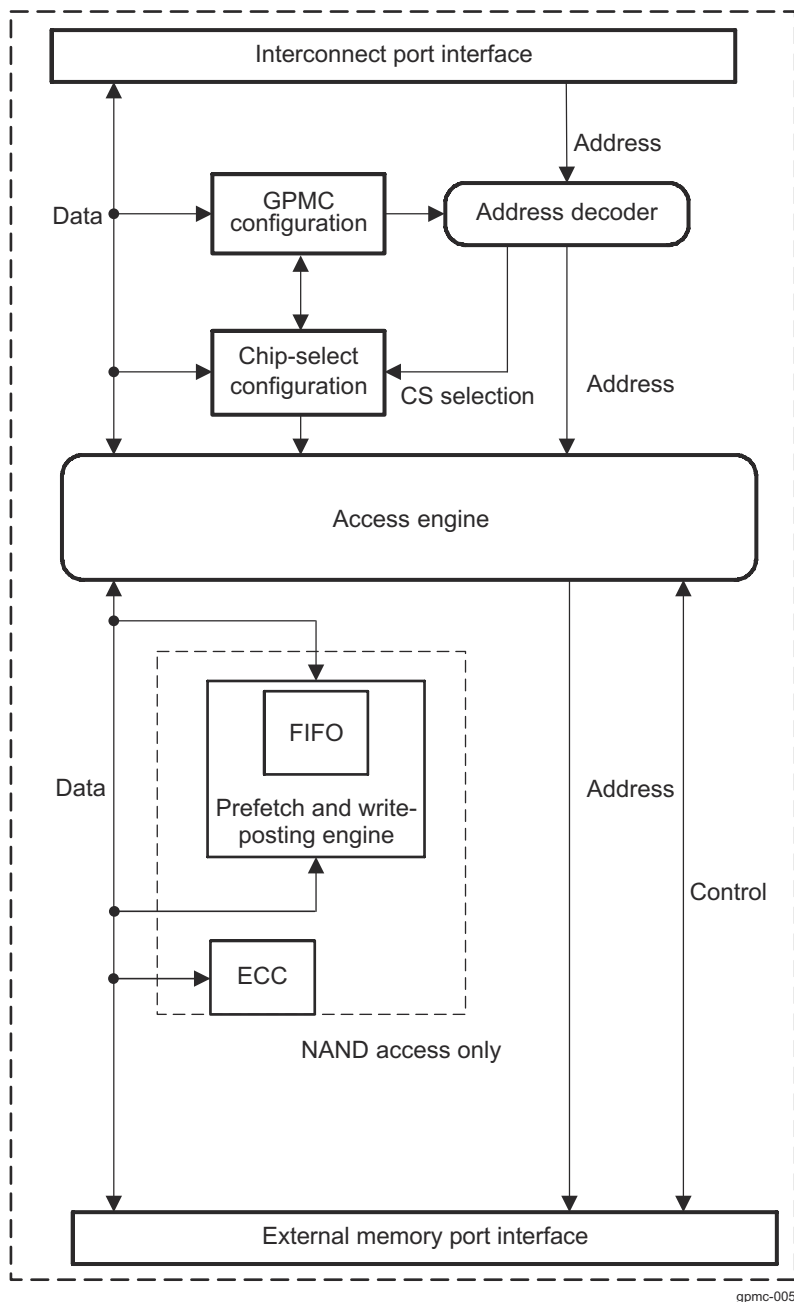 Interconnect port interface
Address
Data
GPMC
configuration
Address decoder
Chip-select
configuration
CS selection
Address
Access engine
FIFO
Prefetch and write-
posting engine
Data
Address
Control
ECC
NAND access only
External memory port interface
gpmc-005